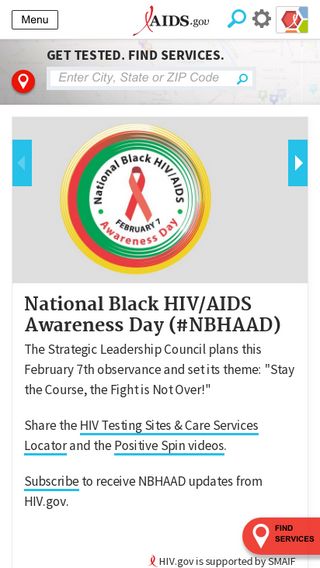 Menu
AIDS.gov
GET TESTED. FIND SERVICES.
Enter City, State or ZIP Code
National Black HIV/AIDS
FEBRUARY 7
Awareness Day
National Black HIV/AIDS
Awareness Day (#NBHAAD)
The Strategic Leadership Council plans this
February 7th observance and set its theme: "Stay
the Course, the Fight is Not Over!"
Share the HIV Testing Sites & Care Services
Locator and the Positive Spin videos.
Subscribe to receive NBHAAD updates from
HIV.gov.
FIND
SERVICES
HIV.gov is supported by SMAIF